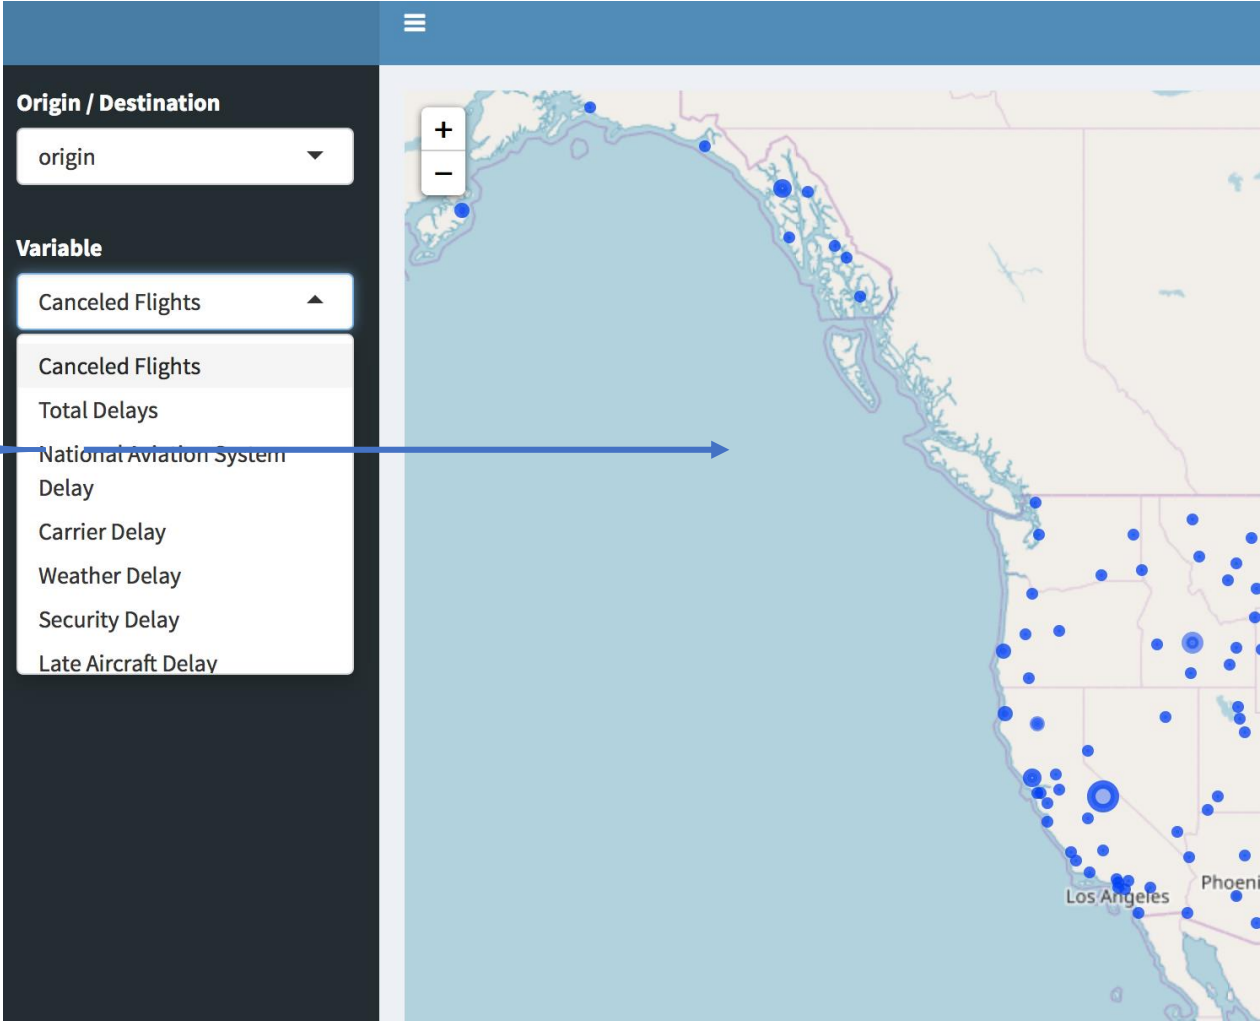 Origin / Destination
origin
Variable
Canceled Flights
Canceled Flights
Total Delays
National Aviation System
Delay
Carrier Delay
Weather Delay
Security Delay
Late Aircraft Delay
+
−
Los Angeles
Phoeni